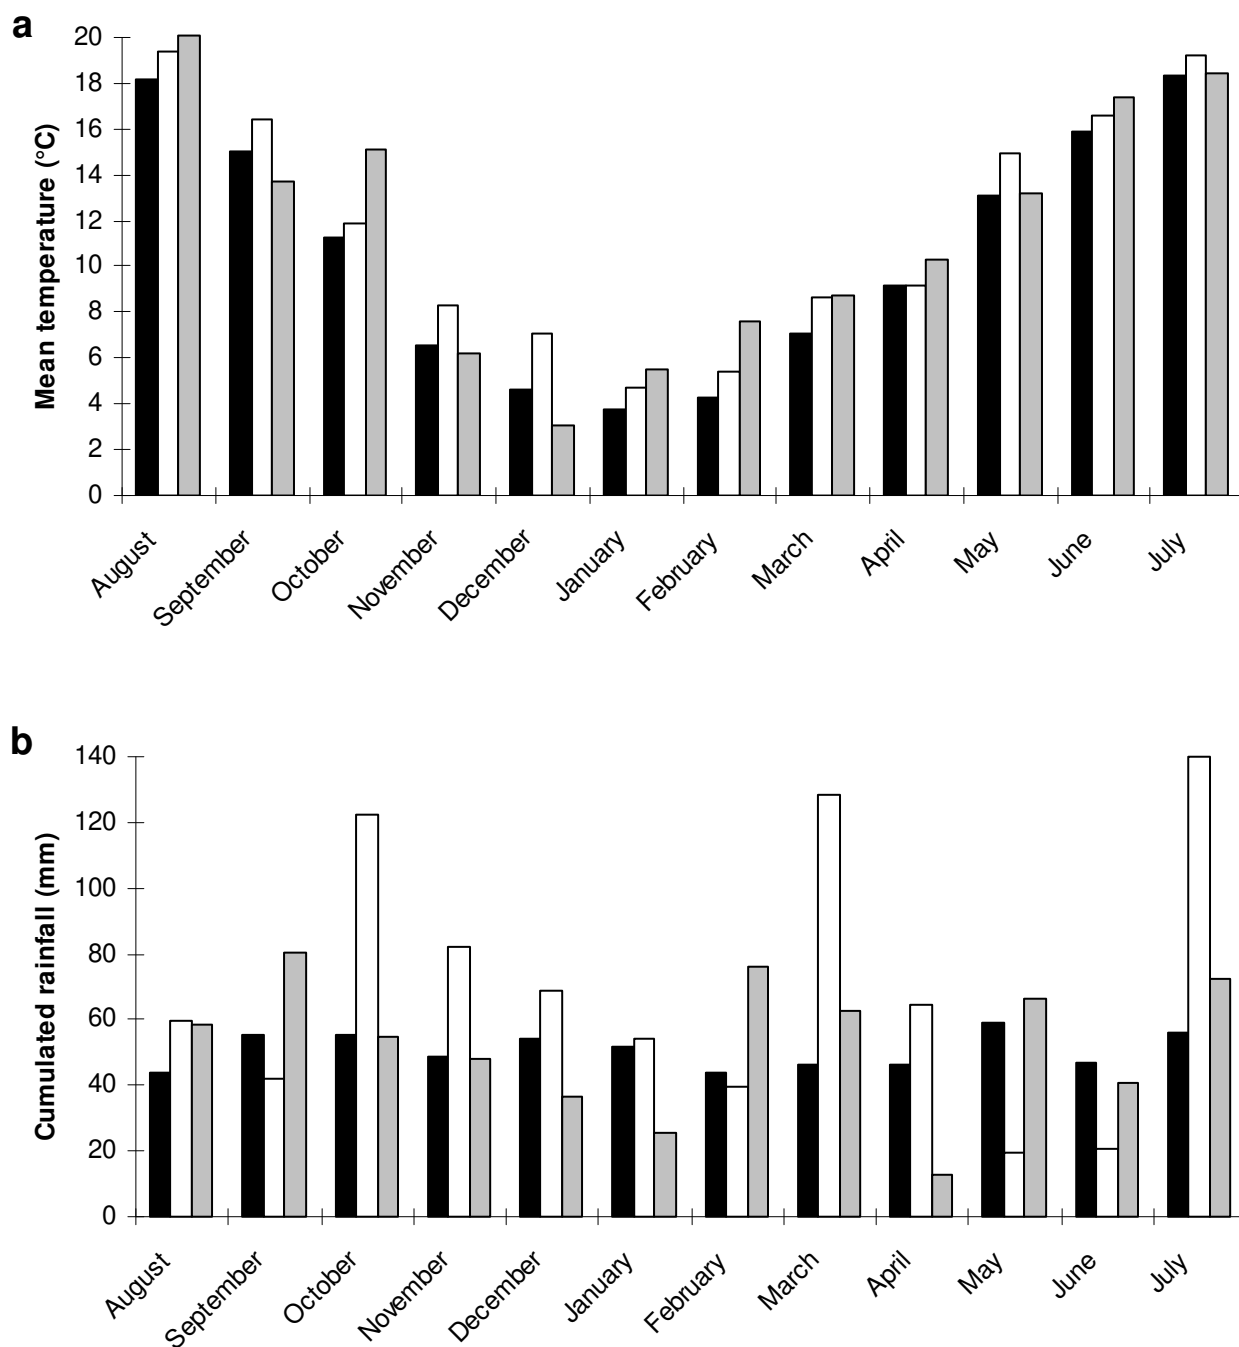 a
Mean temperature (°C)
20
18
16
14
12
10
8
6
4
2
0
August
September
October
November
December
January
February
March
April
May
June
July
b
Cumulated rainfall (mm)
140
120
100
80
60
40
20
0
August
September
October
November
December
January
February
March
April
May
June
July